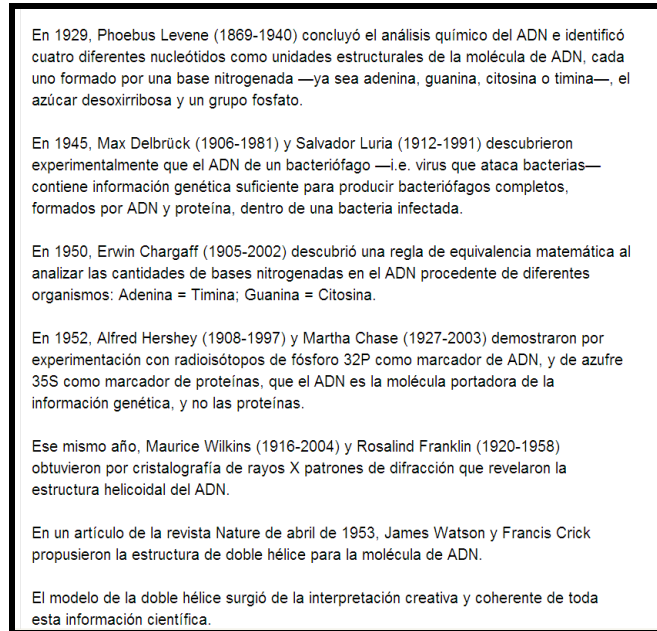 En 1929, Phoebus Levene (1869-1940) concluyó el análisis químico del ADN e identificó
cuatro diferentes nucleótidos como unidades estructurales de la molécula de ADN, cada
uno formado por una base nitrogenada —ya sea adenina, guanina, citosina o timina—, el
azúcar desoxirribosa y un grupo fosfato.
En 1945, Max Delbrück (1906-1981) y Salvador Luria (1912-1991) descubrieron
experimentalmente que el ADN de un bacteriófago —i.e. virus que ataca bacterias—
contiene información genética suficiente para producir bacteriófagos completos,
formados por ADN y proteína, dentro de una bacteria infectada.
En 1950, Erwin Chargaff (1905-2002) descubrió una regla de equivalencia matemática al
analizar las cantidades de bases nitrogenadas en el ADN procedente de diferentes
organismos: Adenina = Timina; Guanina = Citosina.
En 1952, Alfred Hershey (1908-1997) y Martha Chase (1927-2003) demostraron por
experimentación con radioisótopos de fósforo 32P como marcador de ADN, y de azufre
35S como marcador de proteínas, que el ADN es la molécula portadora de la
información genética, y no las proteínas.
Ese mismo año, Maurice Wilkins (1916-2004) y Rosalind Franklin (1920-1958)
obtuvieron por cristalografía de rayos X patrones de difracción que revelaron la
estructura helicoidal del ADN.
En un artículo de la revista Nature de abril de 1953, James Watson y Francis Crick
propusieron la estructura de doble hélice para la molécula de ADN.
El modelo de la doble hélice surgió de la interpretación creativa y coherente de toda
esta información científica.